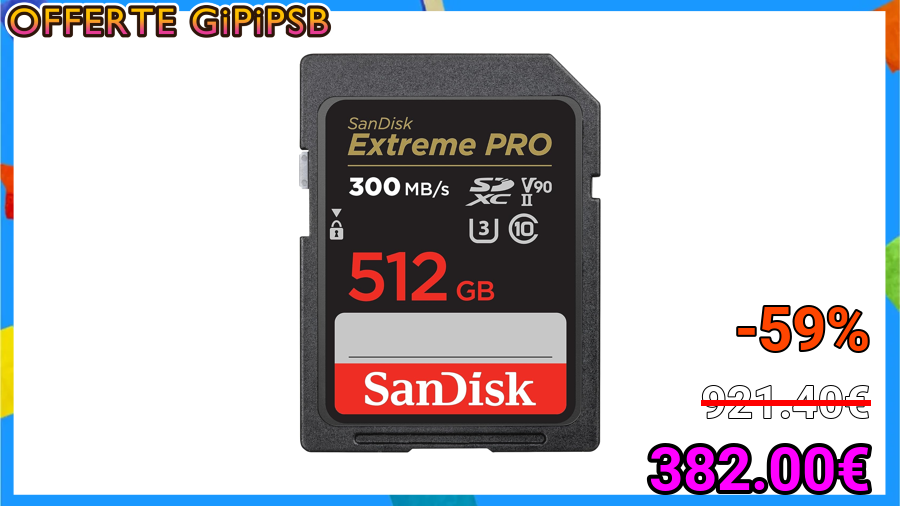 OFFERTE GiPiPSB
SanDisk
Extreme PRO
300 MB/s SD XC V90 II
3 10
512 GB
SanDisk
-59%
921.40€
382.00€